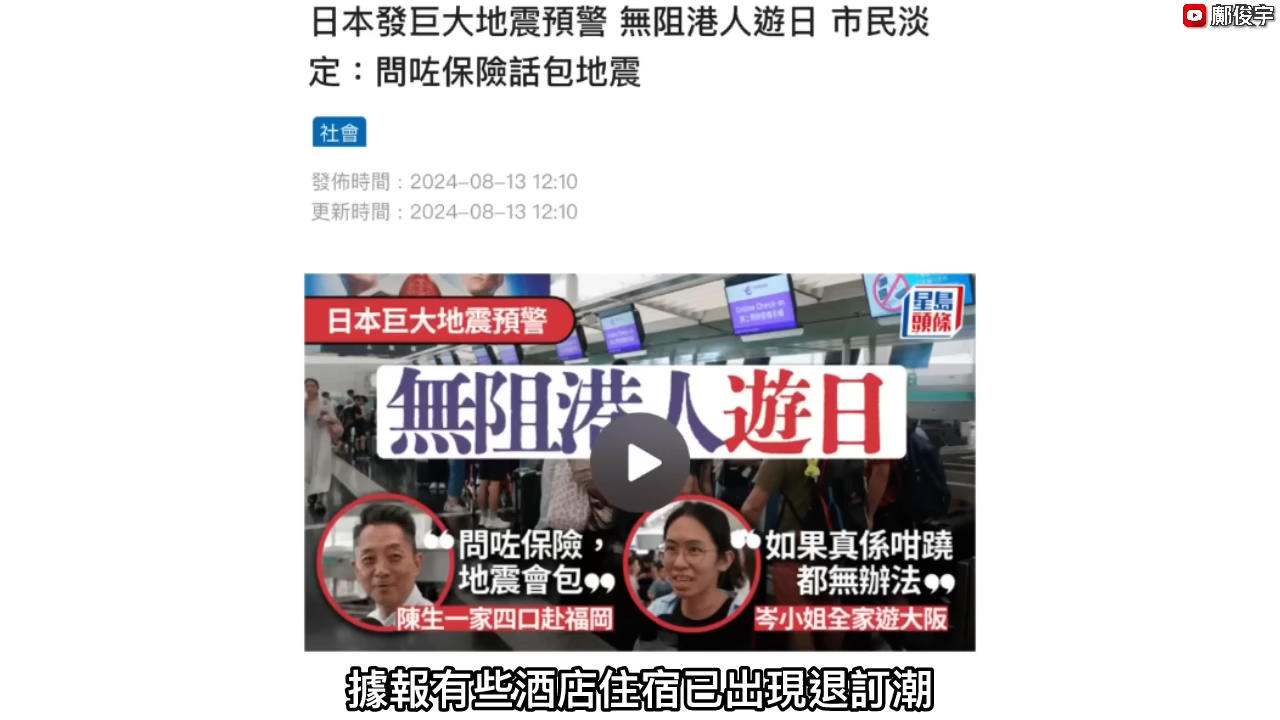 日本發巨大地震預警 無阻港人遊日 市民淡
定：問咗保險話包地震
鄺俊宇
社會
發佈時間：2024-08-13 12:10
更新時間：2024-08-13 12:10
日本巨大地震預警
星島
頭條
Online Check-in
無阻港人遊日
“問咗保險，
地震會包”
陳生一家四口赴福岡
“如果真係咁蹺
都無辦法”
岑小姐全家遊大阪
據報有些酒店住宿已出現退訂潮